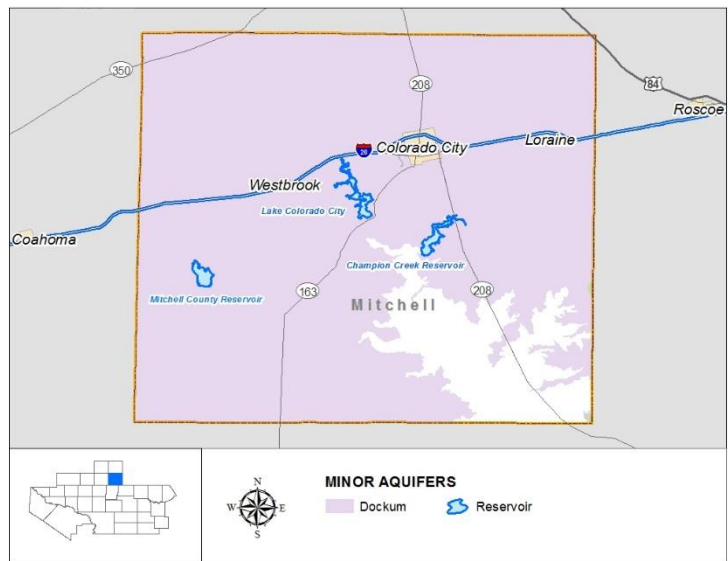 350
208
84
Roscoe
20
Colorado City
Loraine
Westbrook
Lake Colorado City
Coahoma
Champion Creek Reservoir
Mitchell County Reservoir
163
Mitchell
208
MINOR AQUIFERS
Dockum
Reservoir
N
W
E
S